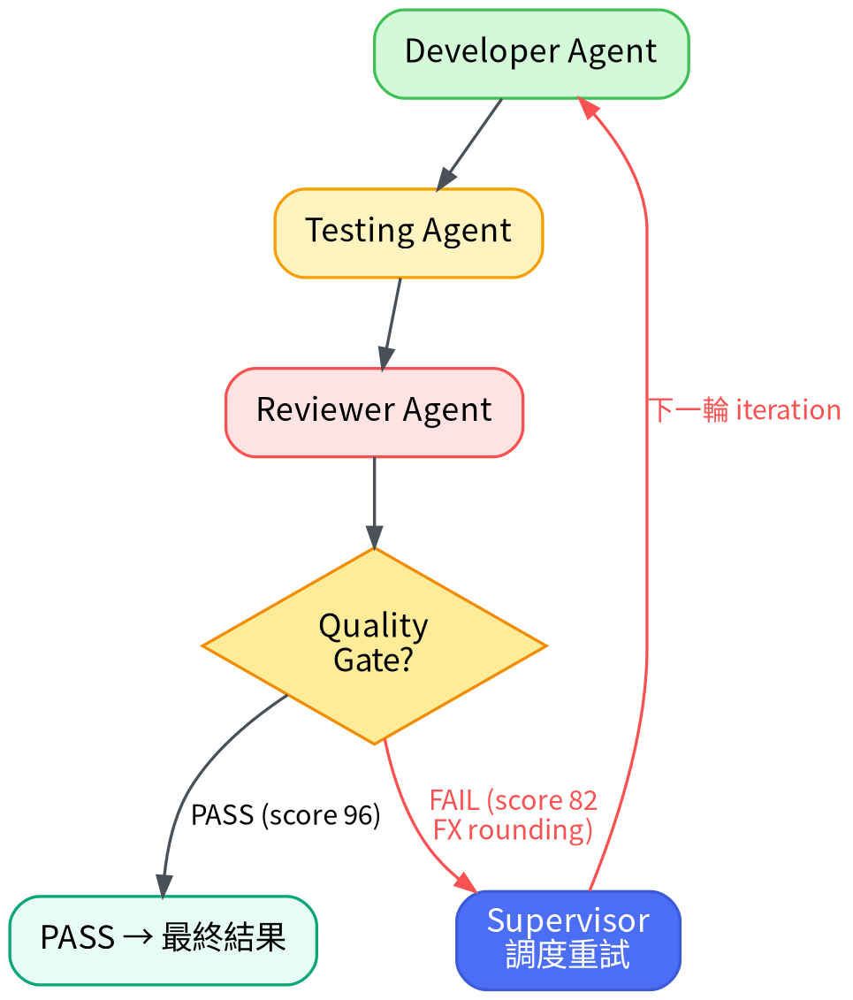 Developer Agent
Testing Agent
Reviewer Agent
下一輪 iteration
Quality
Gate?
PASS (score 96)
FAIL (score 82
FX rounding)
PASS → 最終結果
Supervisor
調度重試